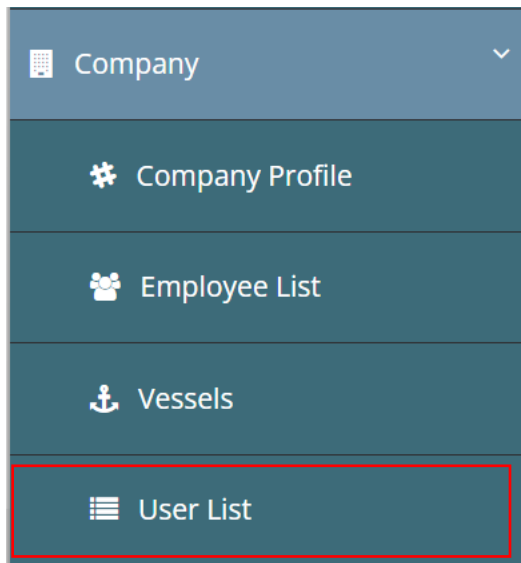 Company
Company Profile
Employee List
Vessels
User List